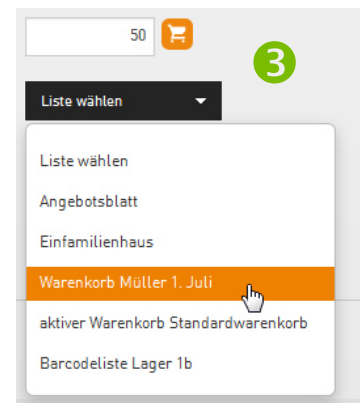 50
3
Liste wählen
Liste wählen
Angebotsblatt
Einfamilienhaus
Warenkorb Müller 1. Juli
aktiver Warenkorb Standardwarenkorb
Barcodeliste Lager 1b